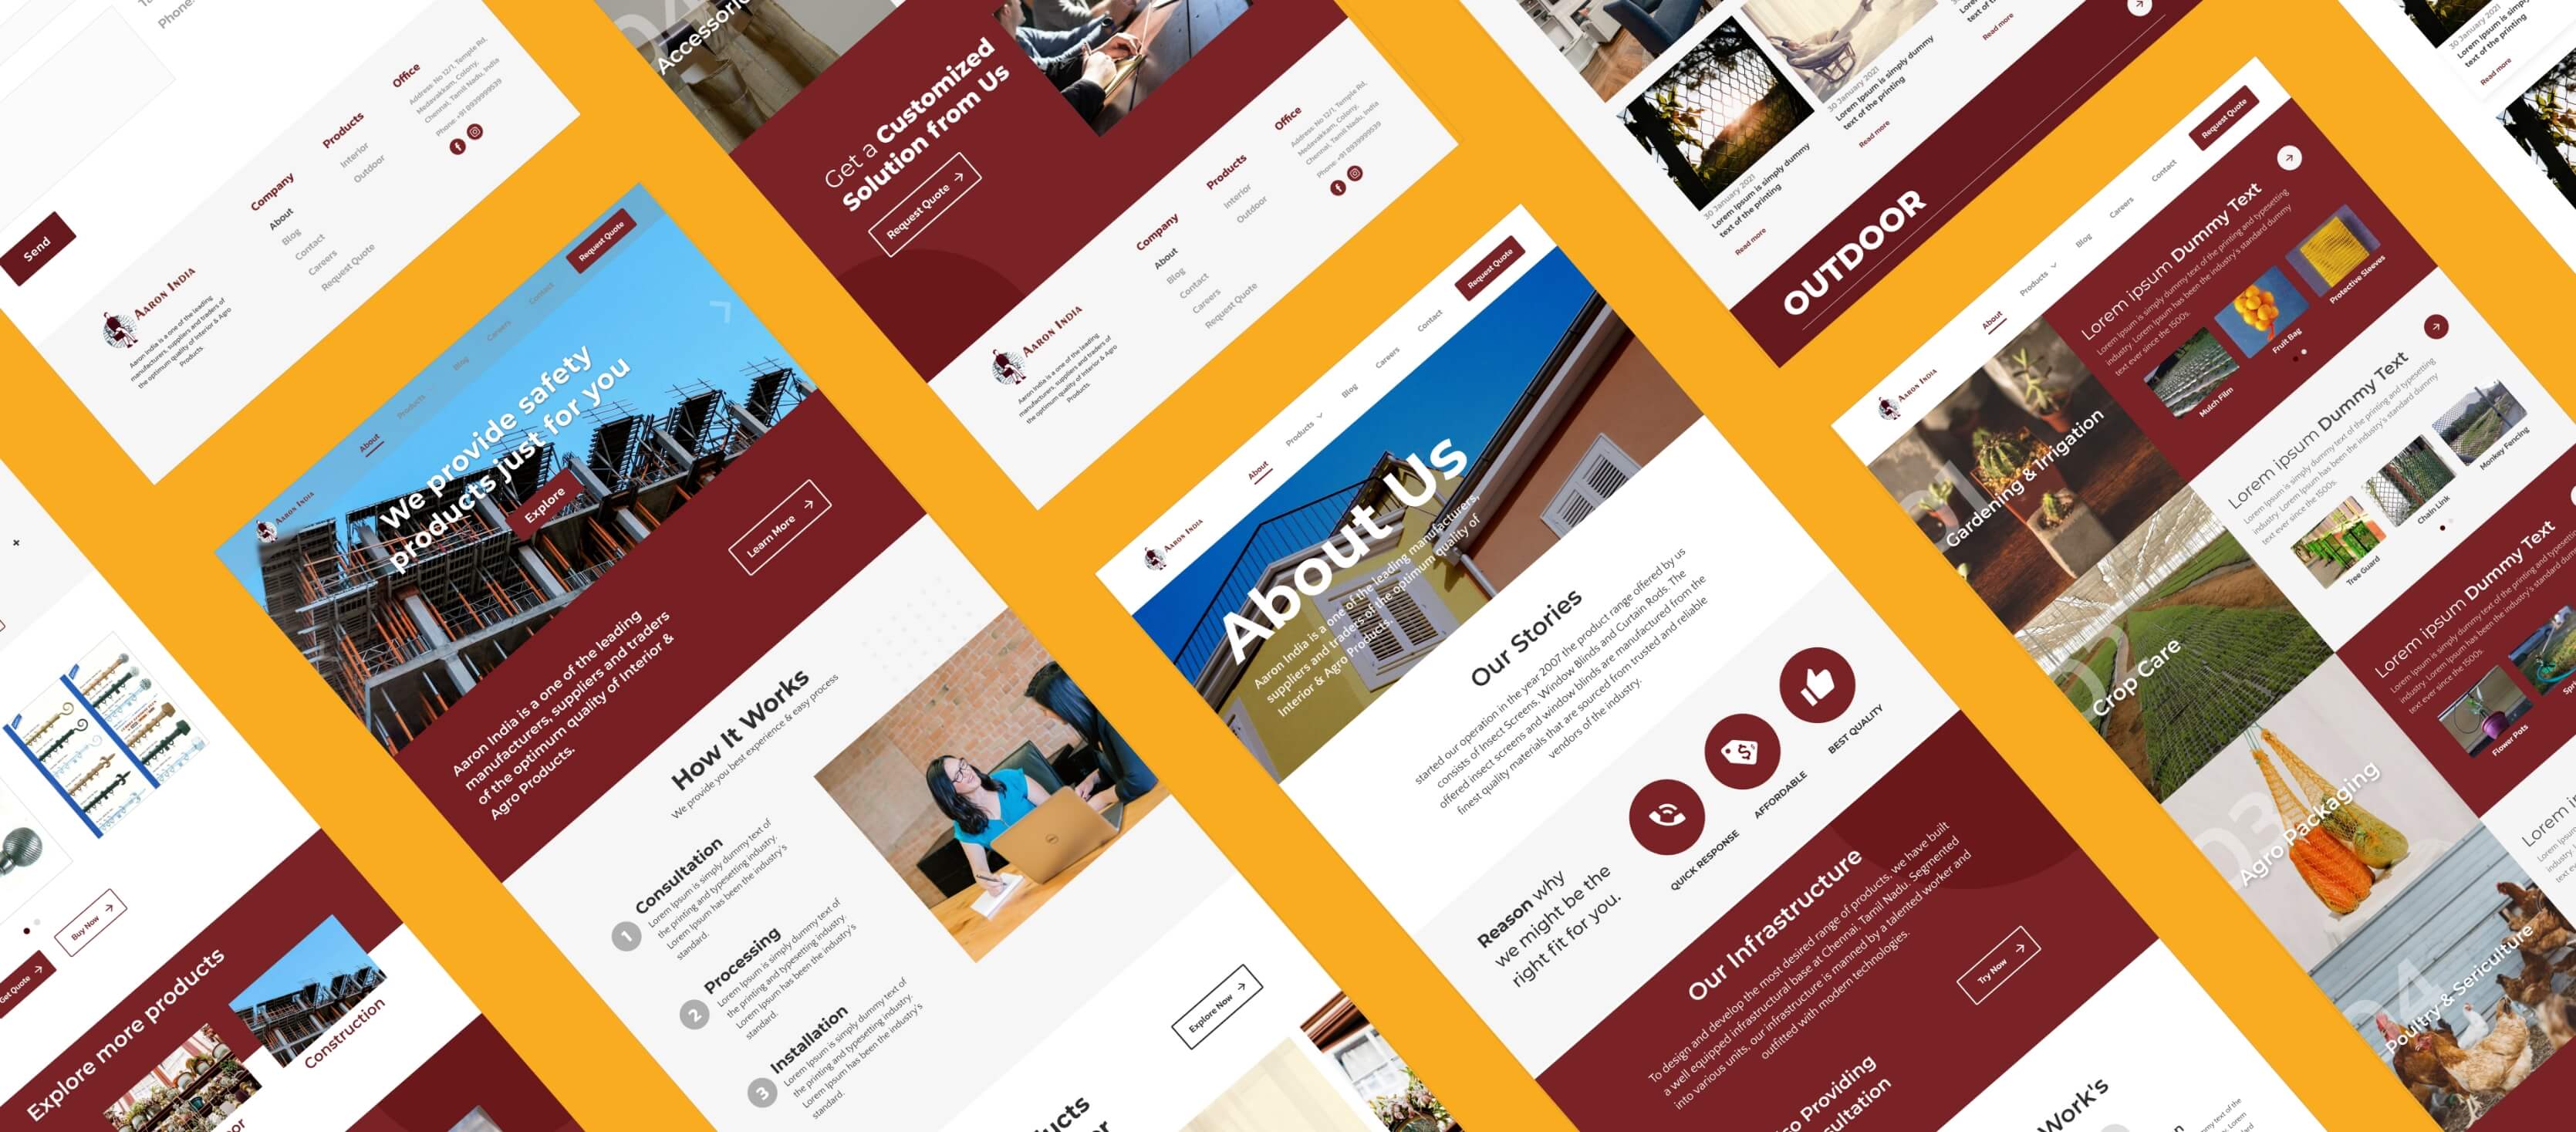 Send
AARON INDIA
Aaron India is a one of the leading
manufacturers, suppliers and traders of
the optimum quality of Interior & Agro
Products.
Company
About
Blog
Contact
Careers
Request Quote
Products
Interior
Outdoor
Office
Address: No 12/1, Temple Rd,
Medavakkam, Colony,
Chennai, Tamil Nadu, India
Phone: +91 0939999539
Buy Now
Get Quote
Explore more products
Construction
AARON INDIA
About
Products
Blog
Careers
Contact
Request Quote
We provide safety
products just for you
Explore
Aaron India is a one of the leading
manufacturers, suppliers and traders
of the optimum quality of Interior &
Agro Products.
Learn More
How It Works
We provide you best experience & easy process
1
Consultation
Lorem Ipsum is simply dummy text of
the printing and typesetting industry.
Lorem Ipsum has been the industry's
standard.
2
Processing
Lorem Ipsum is simply dummy text of
the printing and typesetting industry.
Lorem Ipsum has been the industry's
standard.
3
Installation
Lorem Ipsum is simply dummy text of
the printing and typesetting industry.
Lorem Ipsum has been the industry's
standard.
Explore Now
Accessories
Get a Customized
Solution from Us
Request Quote
AARON INDIA
Aaron India is a one of the leading
manufacturers, suppliers and traders of
the optimum quality of Interior & Agro
Products.
Company
About
Blog
Contact
Careers
Request Quote
Products
Interior
Outdoor
Office
Address: No 12/1, Temple Rd,
Medavakkam, Colony,
Chennai, Tamil Nadu, India
Phone: +91 0939999539
AARON INDIA
About
Products
Blog
Careers
Contact
Request Quote
About Us
Aaron India is a one of the leading manufacturers,
suppliers and traders of the optimum quality of
Interior & Agro Products.
Our Stories
started our operation in the year 2007 the product range offered by us
consists of Insect Screens, Window Blinds and Curtain Rods. The
offered insect screens and window blinds are manufactured from the
finest quality materials that are sourced from trusted and reliable
vendors of the industry.
Reason why
we might be the
right fit for you.
QUICK RESPONSE
AFFORDABLE
BEST QUALITY
Our Infrastructure
To design and develop the most desired range of products, we have built
a well equipped infrastructural base at Chennai, Tamil Nadu. Segmented
into various units, our infrastructure is manned by a talented worker and
outfitted with modern technologies.
Try Now
Providing
Work's
30 January 2021
Lorem Ipsum is simply dummy
text of the printing
Read more
30 January 2021
Lorem Ipsum is simply dummy
text of the printing
Read more
Read more
OUTDOOR
AARON INDIA
About
Products
Blog
Careers
Contact
Request Quote
01
Gardening & Irrigation
Lorem Ipsum Dummy Text
Lorem Ipsum is simply dummy text of the printing and typesetting
industry. Lorem Ipsum has been the industry's standard dummy
text ever since the 1500s.
Mulch Film
Fruit Bag
Protective Sleeves
Crop Care
Lorem Ipsum Dummy Text
Lorem Ipsum is simply dummy text of the printing and typesetting
industry. Lorem Ipsum has been the industry's standard dummy
text ever since the 1500s.
Tree Guard
Chain Link
Monkey Fencing
03
Agro Packaging
Lorem Ipsum Dummy Text
Lorem Ipsum is simply dummy text of the printing and typesetting
text ever since the 1500s.
Flower Pots
04
Poultry & Sericulture
30 January 2021
Lorem Ipsum is simply dummy
text of the printing
Read more